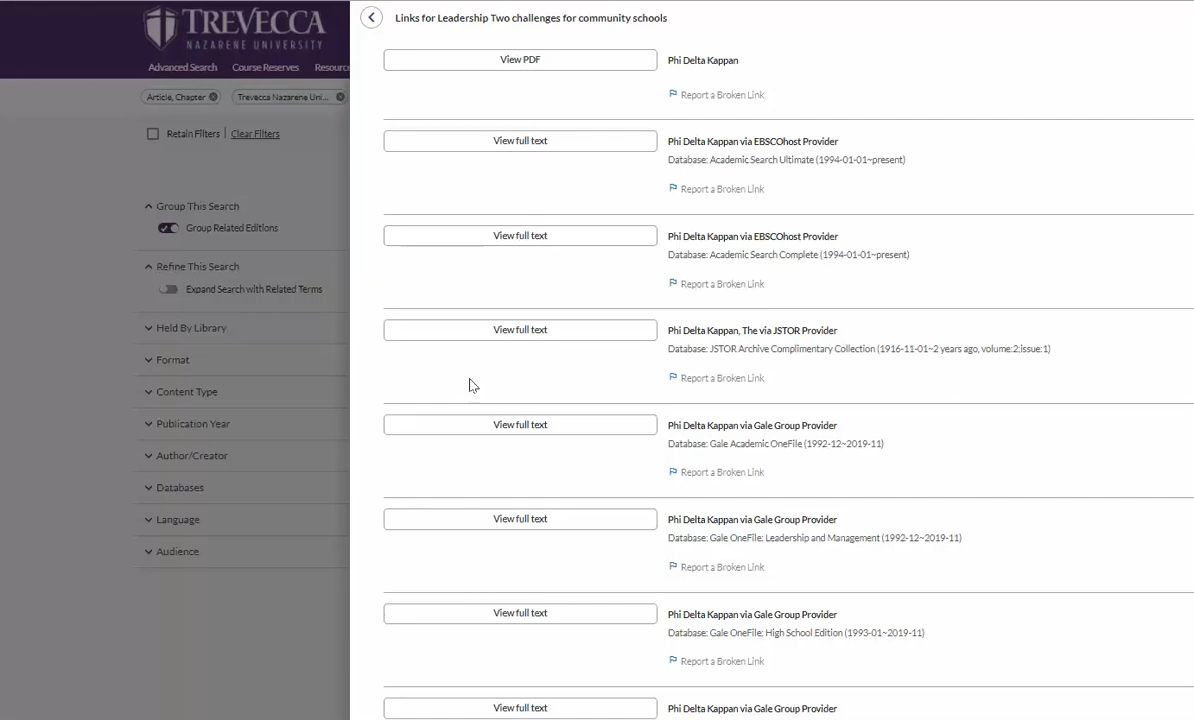 TREVECCA
NAZARENE UNIVERSITY
Advanced Search Course Reserves Resourc
Article, Chapter
Trevecca Nazarene Uni...
Retain Filters | Clear Filters
Group This Search
Group Related Editions
Refine This Search
Expand Search with Related Terms
Held By Library
Format
Content Type
Publication Year
Author/Creator
Databases
Language
Audience
Links for Leadership Two challenges for community schools
View PDF
Phi Delta Kappan
Report a Broken Link
View full text
Phi Delta Kappan via EBSCOhost Provider
Database: Academic Search Ultimate (1994-01-01~present)
Report a Broken Link
View full text
Phi Delta Kappan via EBSCOhost Provider
Database: Academic Search Complete (1994-01-01~present)
Report a Broken Link
View full text
Phi Delta Kappan, The via JSTOR Provider
Database: JSTOR Archive Complimentary Collection (1916-11-01~2 years ago, volume:2;issue:1)
Report a Broken Link
View full text
Phi Delta Kappan via Gale Group Provider
Database: Gale Academic OneFile (1992-12~2019-11)
Report a Broken Link
View full text
Phi Delta Kappan via Gale Group Provider
Database: Gale OneFile: Leadership and Management (1992-12~2019-11)
Report a Broken Link
View full text
Phi Delta Kappan via Gale Group Provider
Database: Gale OneFile: High School Edition (1993-01~2019-11)
Report a Broken Link
View full text
Phi Delta Kappan via Gale Group Provider